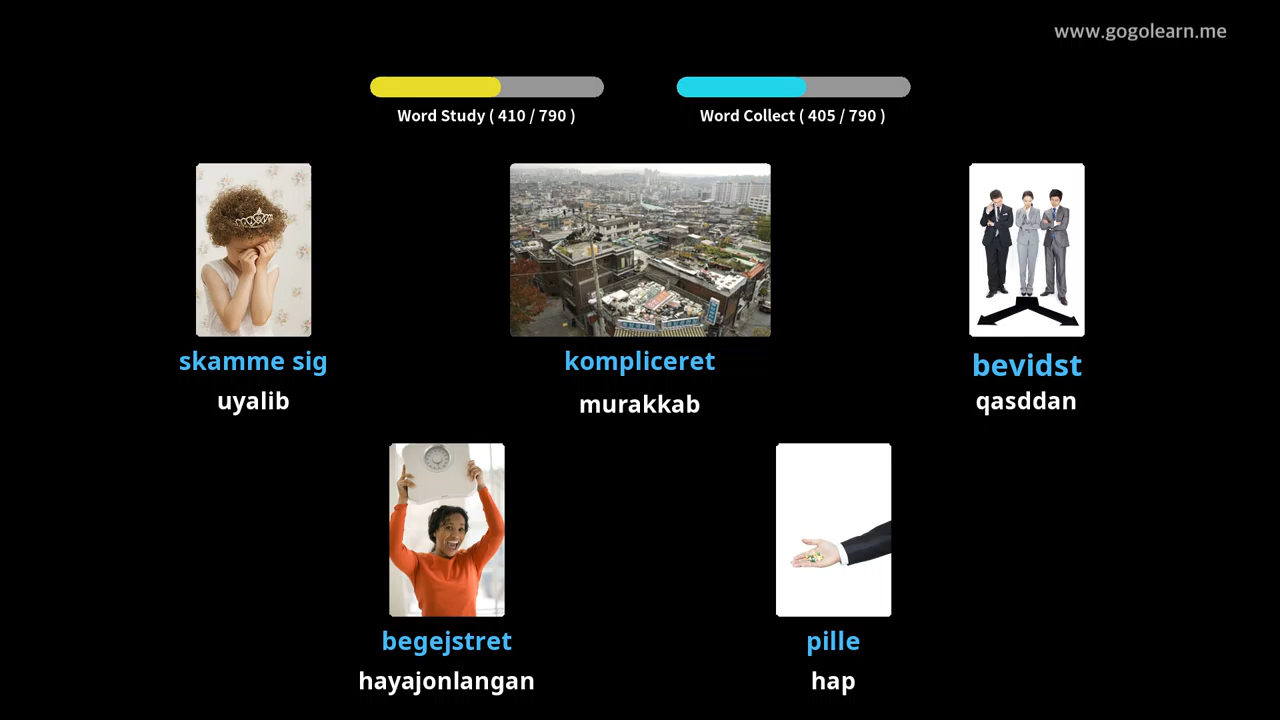 www.gogolearn.me
Word Study ( 410 / 790 )
Word Collect ( 405 / 790 )
skamme sig
uyalib
kompliceret
murakkab
bevidst
qasddan
begejstret
hayajonlangan
pille
hap